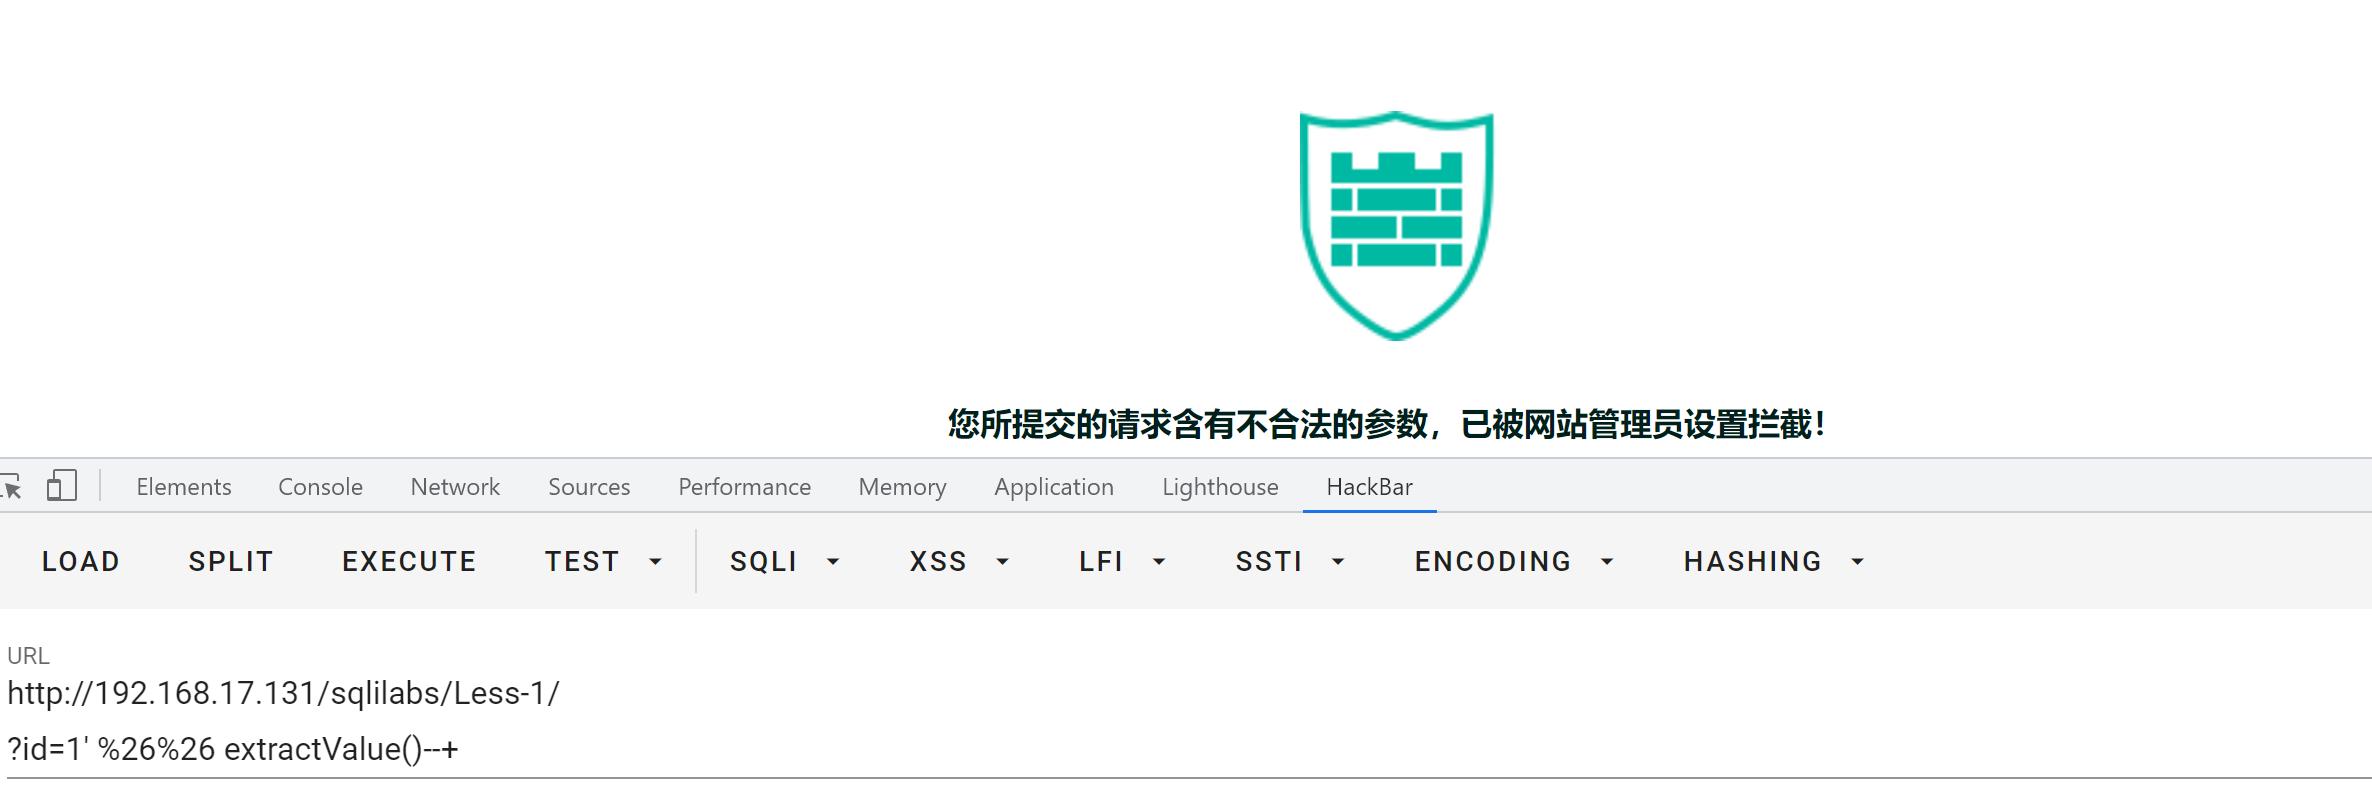 您所提交的请求含有不合法的参数，已被网站管理员设置拦截！
Elements Console Network Sources Performance Memory Application Lighthouse HackBar
LOAD SPLIT EXECUTE TEST SQLI XSS LFI SSTI ENCODING HASHING
URL
http://192.168.17.131/sqlilabs/Less-1/
?id=1' %26%26 extractValue()--+